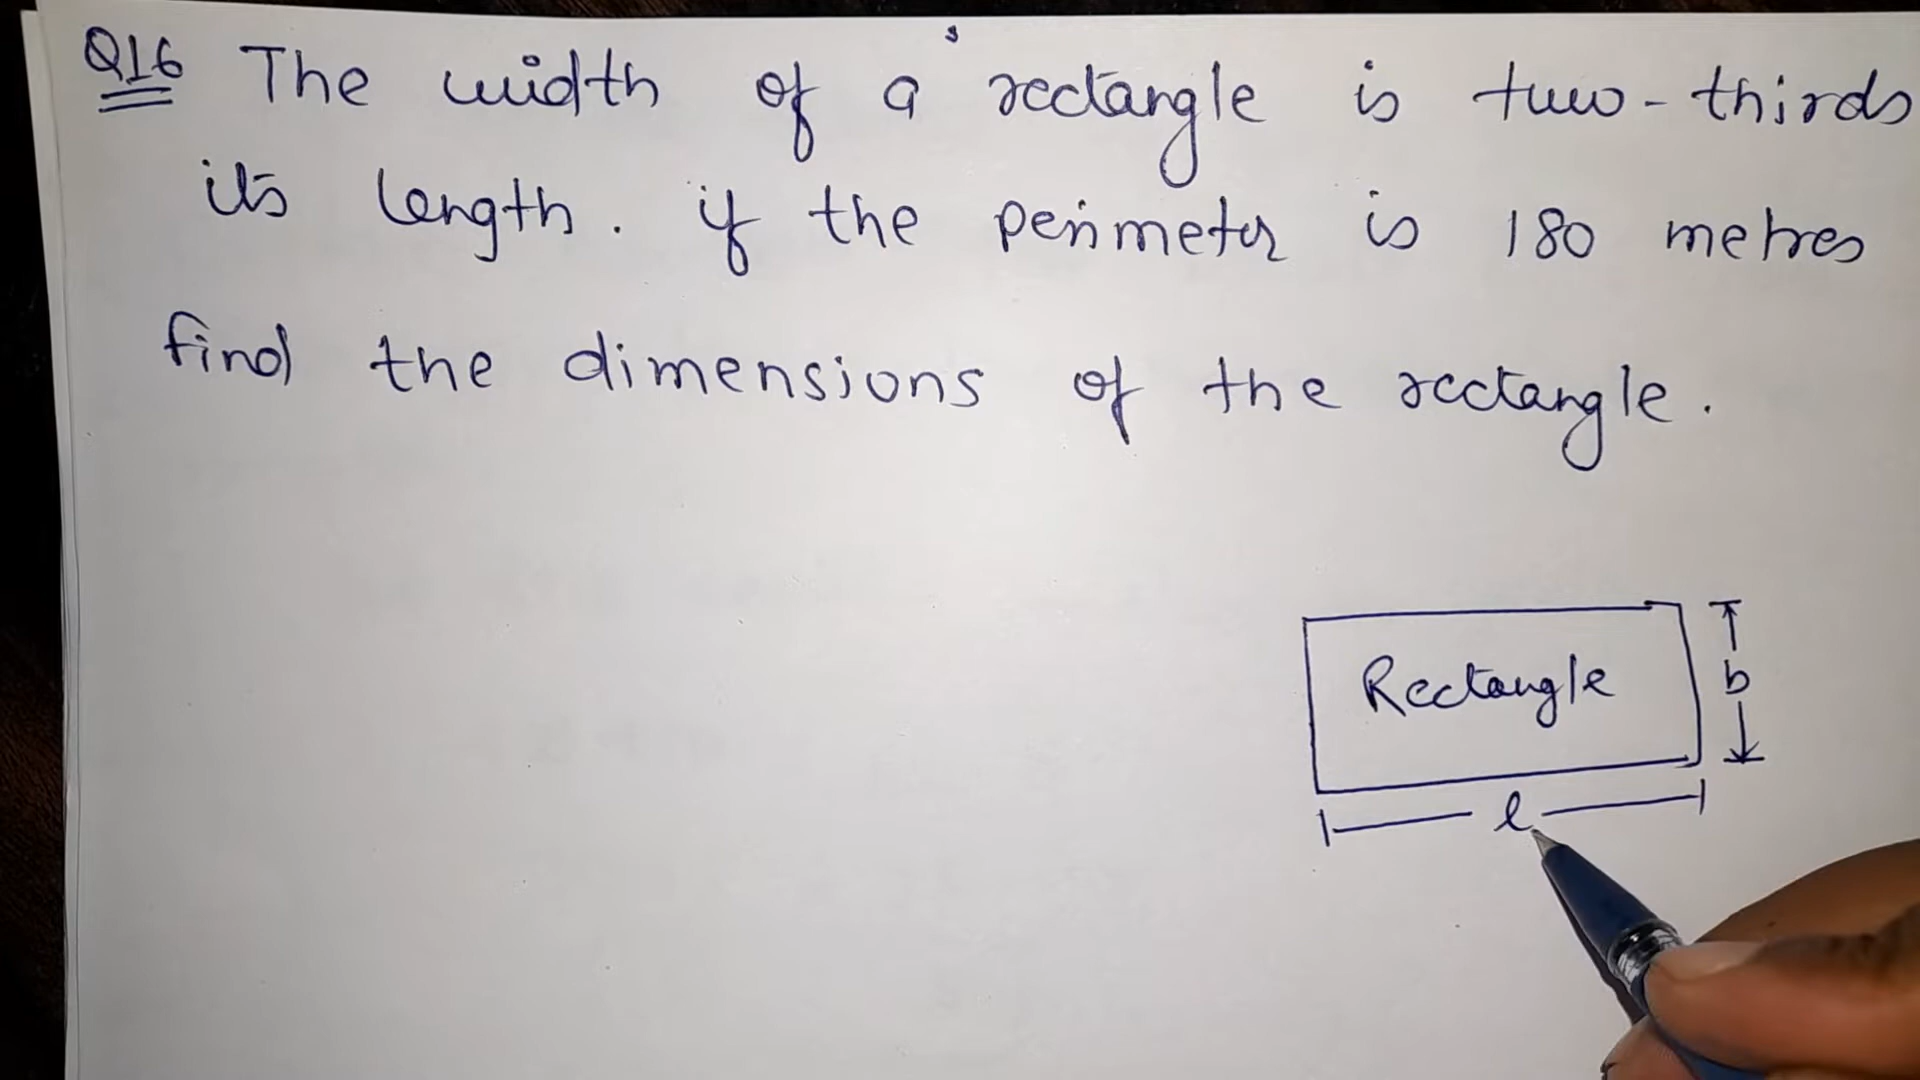 Q16 The width of a rectangle is two-thirds
its length. if the perimeter is 180 metres
find the dimensions of the rectangle.
Rectangle
b
l